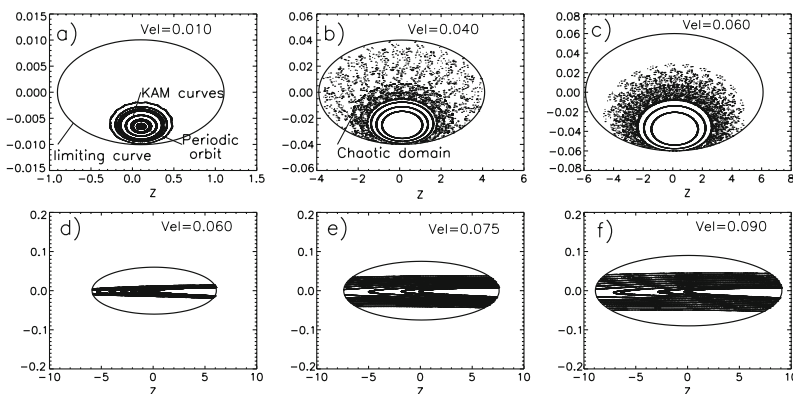 a) Vel=0.010
0.015
0.010
0.005
0.000
−0.005
−0.010
−0.015
KAM curves
Periodic
orbit
limiting curve
−1.0 −0.5 0.0 0.5 1.0 1.5
z
b) Vel=0.040
0.06
0.04
0.02
0.00
−0.02
−0.04
−0.06
Chaotic domain
−4 −2 0 2 4 6
z
c) Vel=0.060
0.08
0.06
0.04
0.02
0.00
−0.02
−0.04
−0.06
−0.08
−6 −4 −2 0 2 4 6 8
z
d) Vel=0.060
0.2
0.1
0.0
−0.1
−0.2
−10 −5 0 5 10
z
e) Vel=0.075
0.2
0.1
0.0
−0.1
−0.2
−10 −5 0 5 10
z
f) Vel=0.090
0.2
0.1
0.0
−0.1
−0.2
−10 −5 0 5 10
z